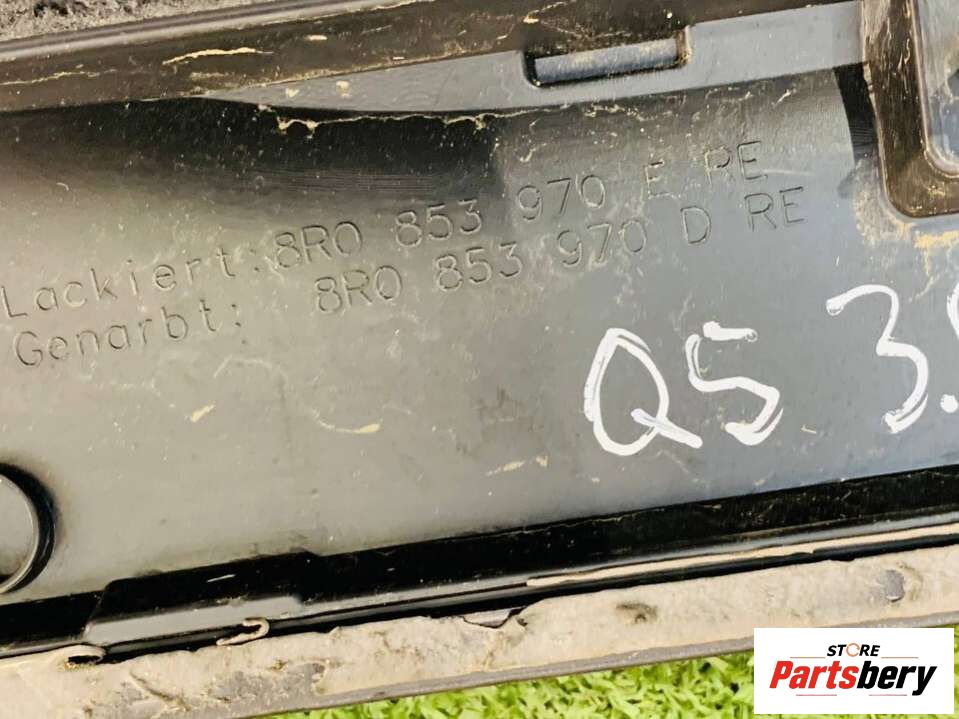 Lackiert: 8R0 853 970 E RE
Genarbt: 8R0 853 970 D RE
Q5 3.
STORE
Partsbery